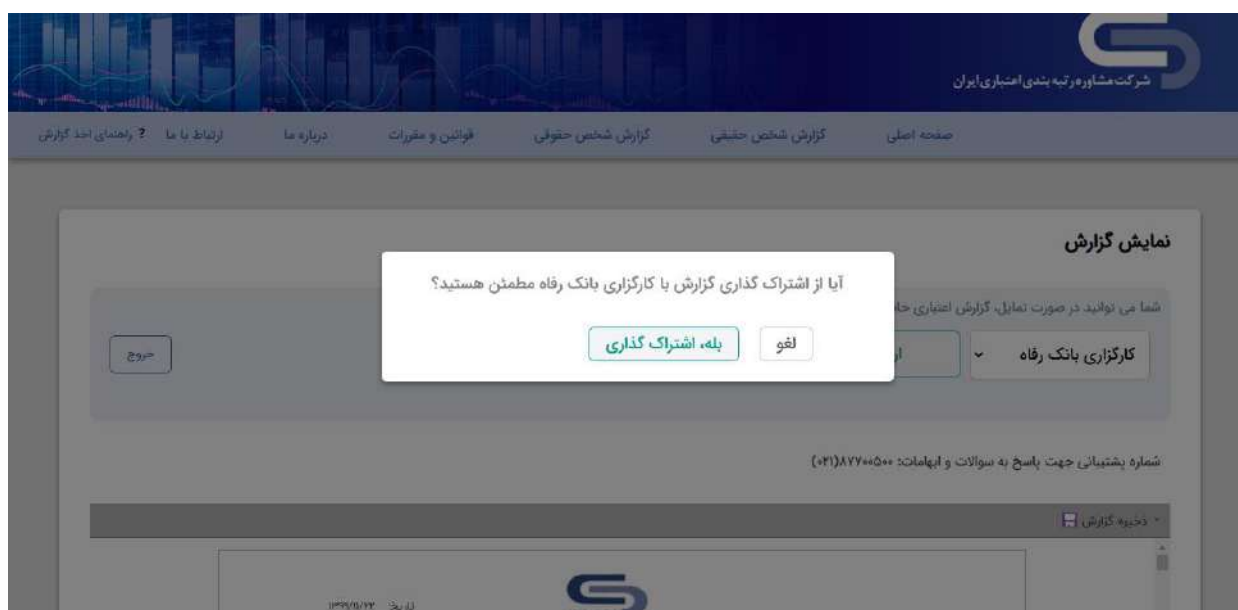 شرکت مشاوره رتبه بندی اعتباری ایران
صفحه اصلی
گزارش شخص حقیقی
گزارش شخص حقوقی
قوانین و مقررات
درباره ما
ارتباط با ما
? راهنمای اخذ گزارش
نمایش گزارش
آیا از اشتراک گذاری گزارش با کارگزاری بانک رفاه مطمئن هستید؟
لغو
بله، اشتراک گذاری
شما می توانید در صورت تمایل، گزارش اعتباری
کارگزاری بانک رفاه
خروج
شماره پشتیبانی جهت پاسخ به سوالات و ابهامات: ۸۷۷۰۰۵۰۰(۰۲۱)
ذخیره گزارش
تاریخ